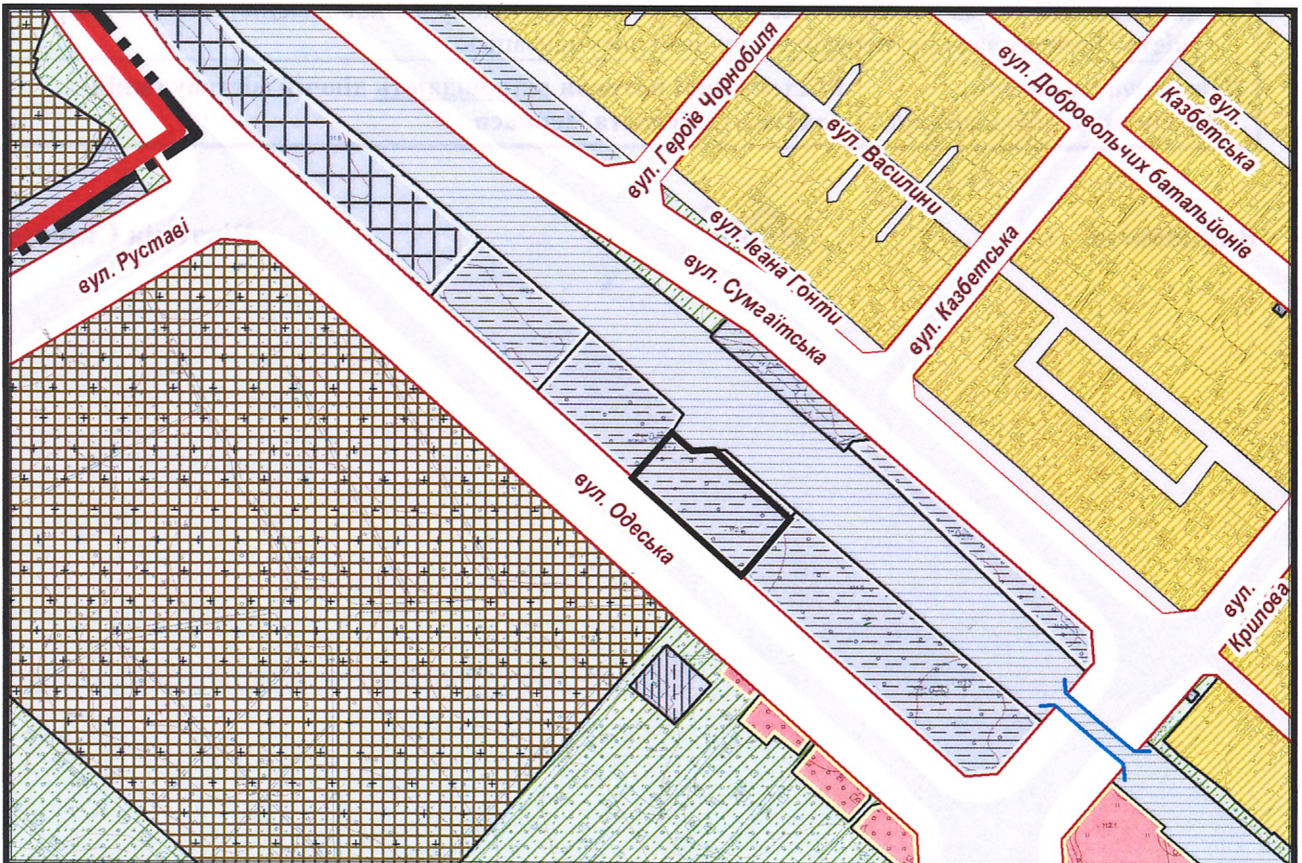 вул. Героїв Чорнобиля
вул. Добровольчих батальйонів
вул.
Казбетська
вул. Василини
вул. Руставі
вул. Івана Гонти
вул. Сумгаїтська
вул. Казбетська
вул. Одеська
вул.
Крилова